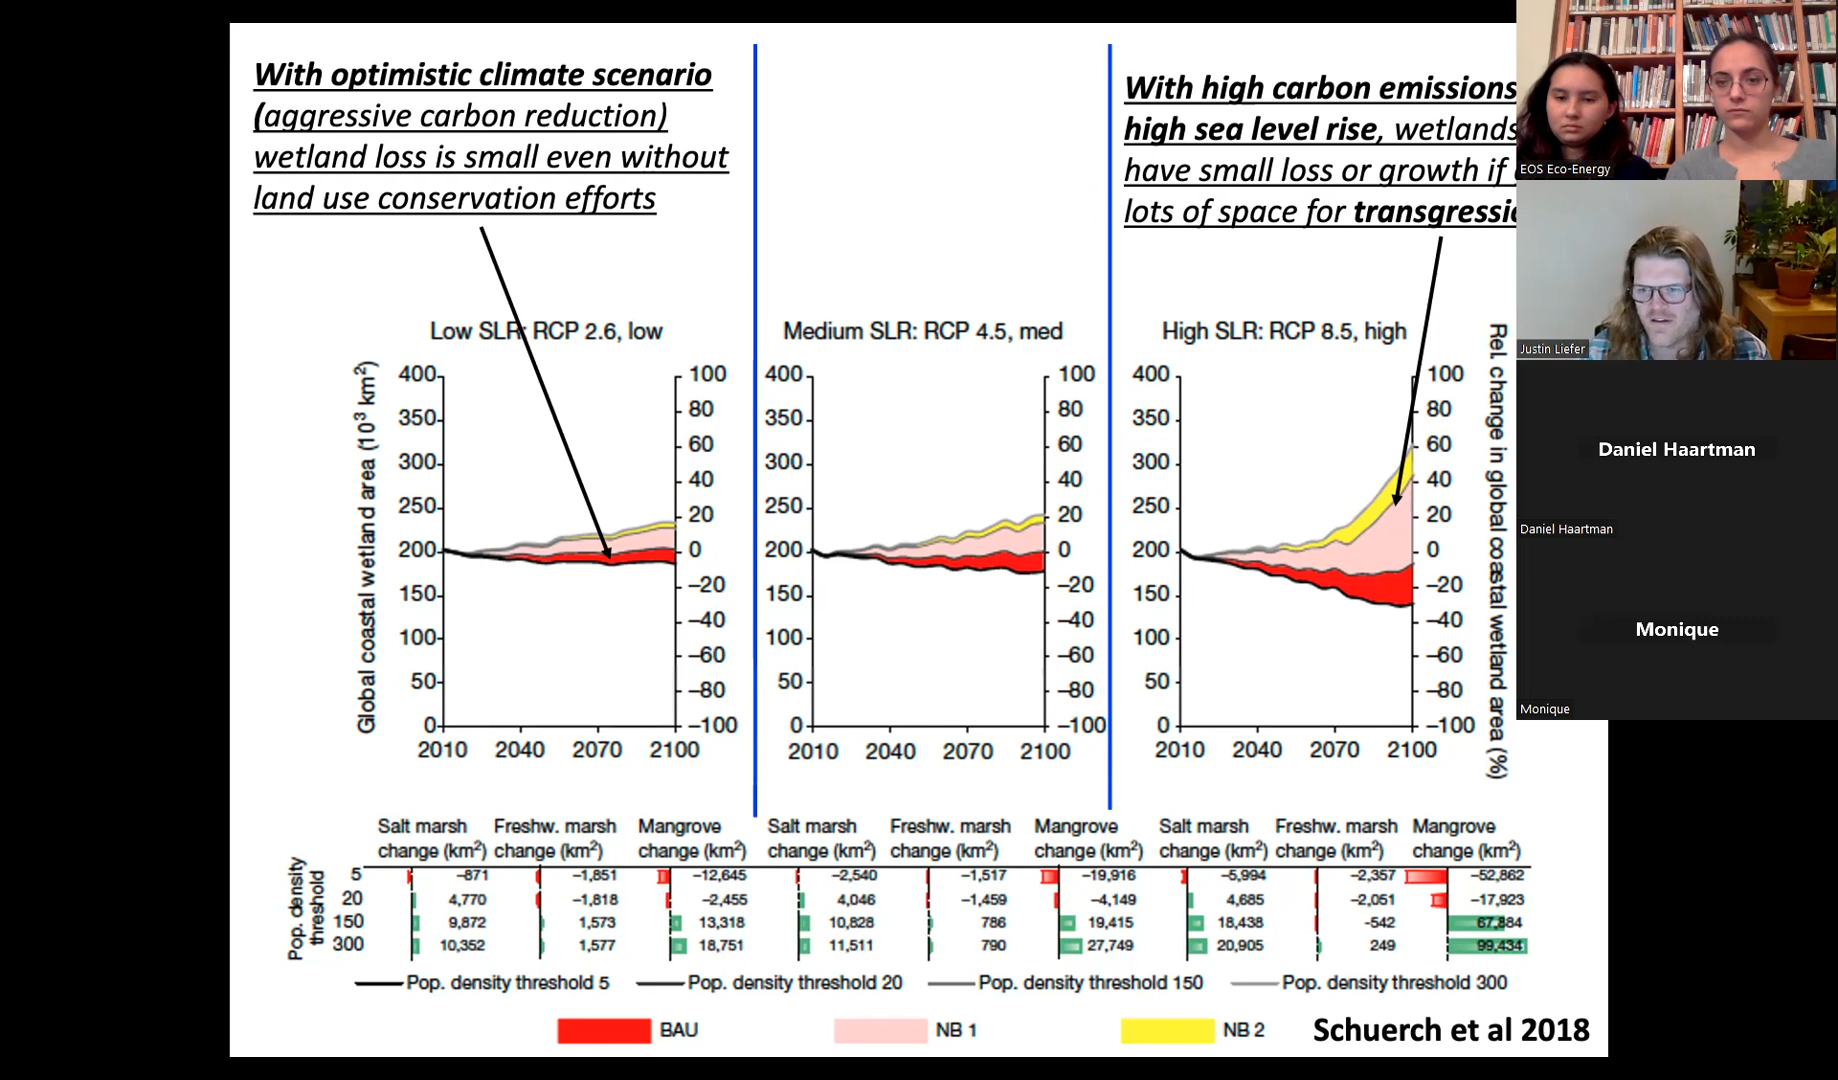 With optimistic climate scenario
(aggressive carbon reduction)
wetland loss is small even without
land use conservation efforts
With high carbon emissions
high sea level rise, wetlands
have small loss or growth if
lots of space for
EOS Eco-Energy
Justin Liefer
Daniel Haartman
Daniel Haartman
Monique
Monique
Low SLR: RCP 2.6, low
Medium SLR: RCP 4.5, med
High SLR: RCP 8.5, high
Global coastal wetland area (10³ km²)
400
350
300
250
200
150
100
50
0
100
80
60
40
20
0
−20
−40
−60
−80
−100
2010 2040 2070 2100
400
350
300
250
200
150
100
50
0
100
80
60
40
20
0
−20
−40
−60
−80
−100
2010 2040 2070 2100
400
350
300
250
200
150
100
50
0
100
80
60
40
20
0
−20
−40
−60
−80
−100
2010 2040 2070 2100
Rel. change in global coastal wetland area (%)
Salt marsh Freshw. marsh Mangrove Salt marsh Freshw. marsh Mangrove Salt marsh Freshw. marsh Mangrove
change (km²) change (km²) change (km²) change (km²) change (km²) change (km²) change (km²) change (km²) change (km²)
Pop. density
threshold
5 −871 −1,851 −12,645 −2,540 −1,517 −19,916 −5,994 −2,357 −52,862
20 4,770 −1,818 −2,455 4,046 −1,459 −4,149 4,685 −2,051 −17,923
150 9,872 1,573 13,318 10,828 786 19,415 18,438 -542 67,884
300 10,352 1,577 18,751 11,511 790 27,749 20,905 249 99,434
Pop. density threshold 5 Pop. density threshold 20 Pop. density threshold 150 Pop. density threshold 300
BAU NB 1 NB 2
Schuerch et al 2018